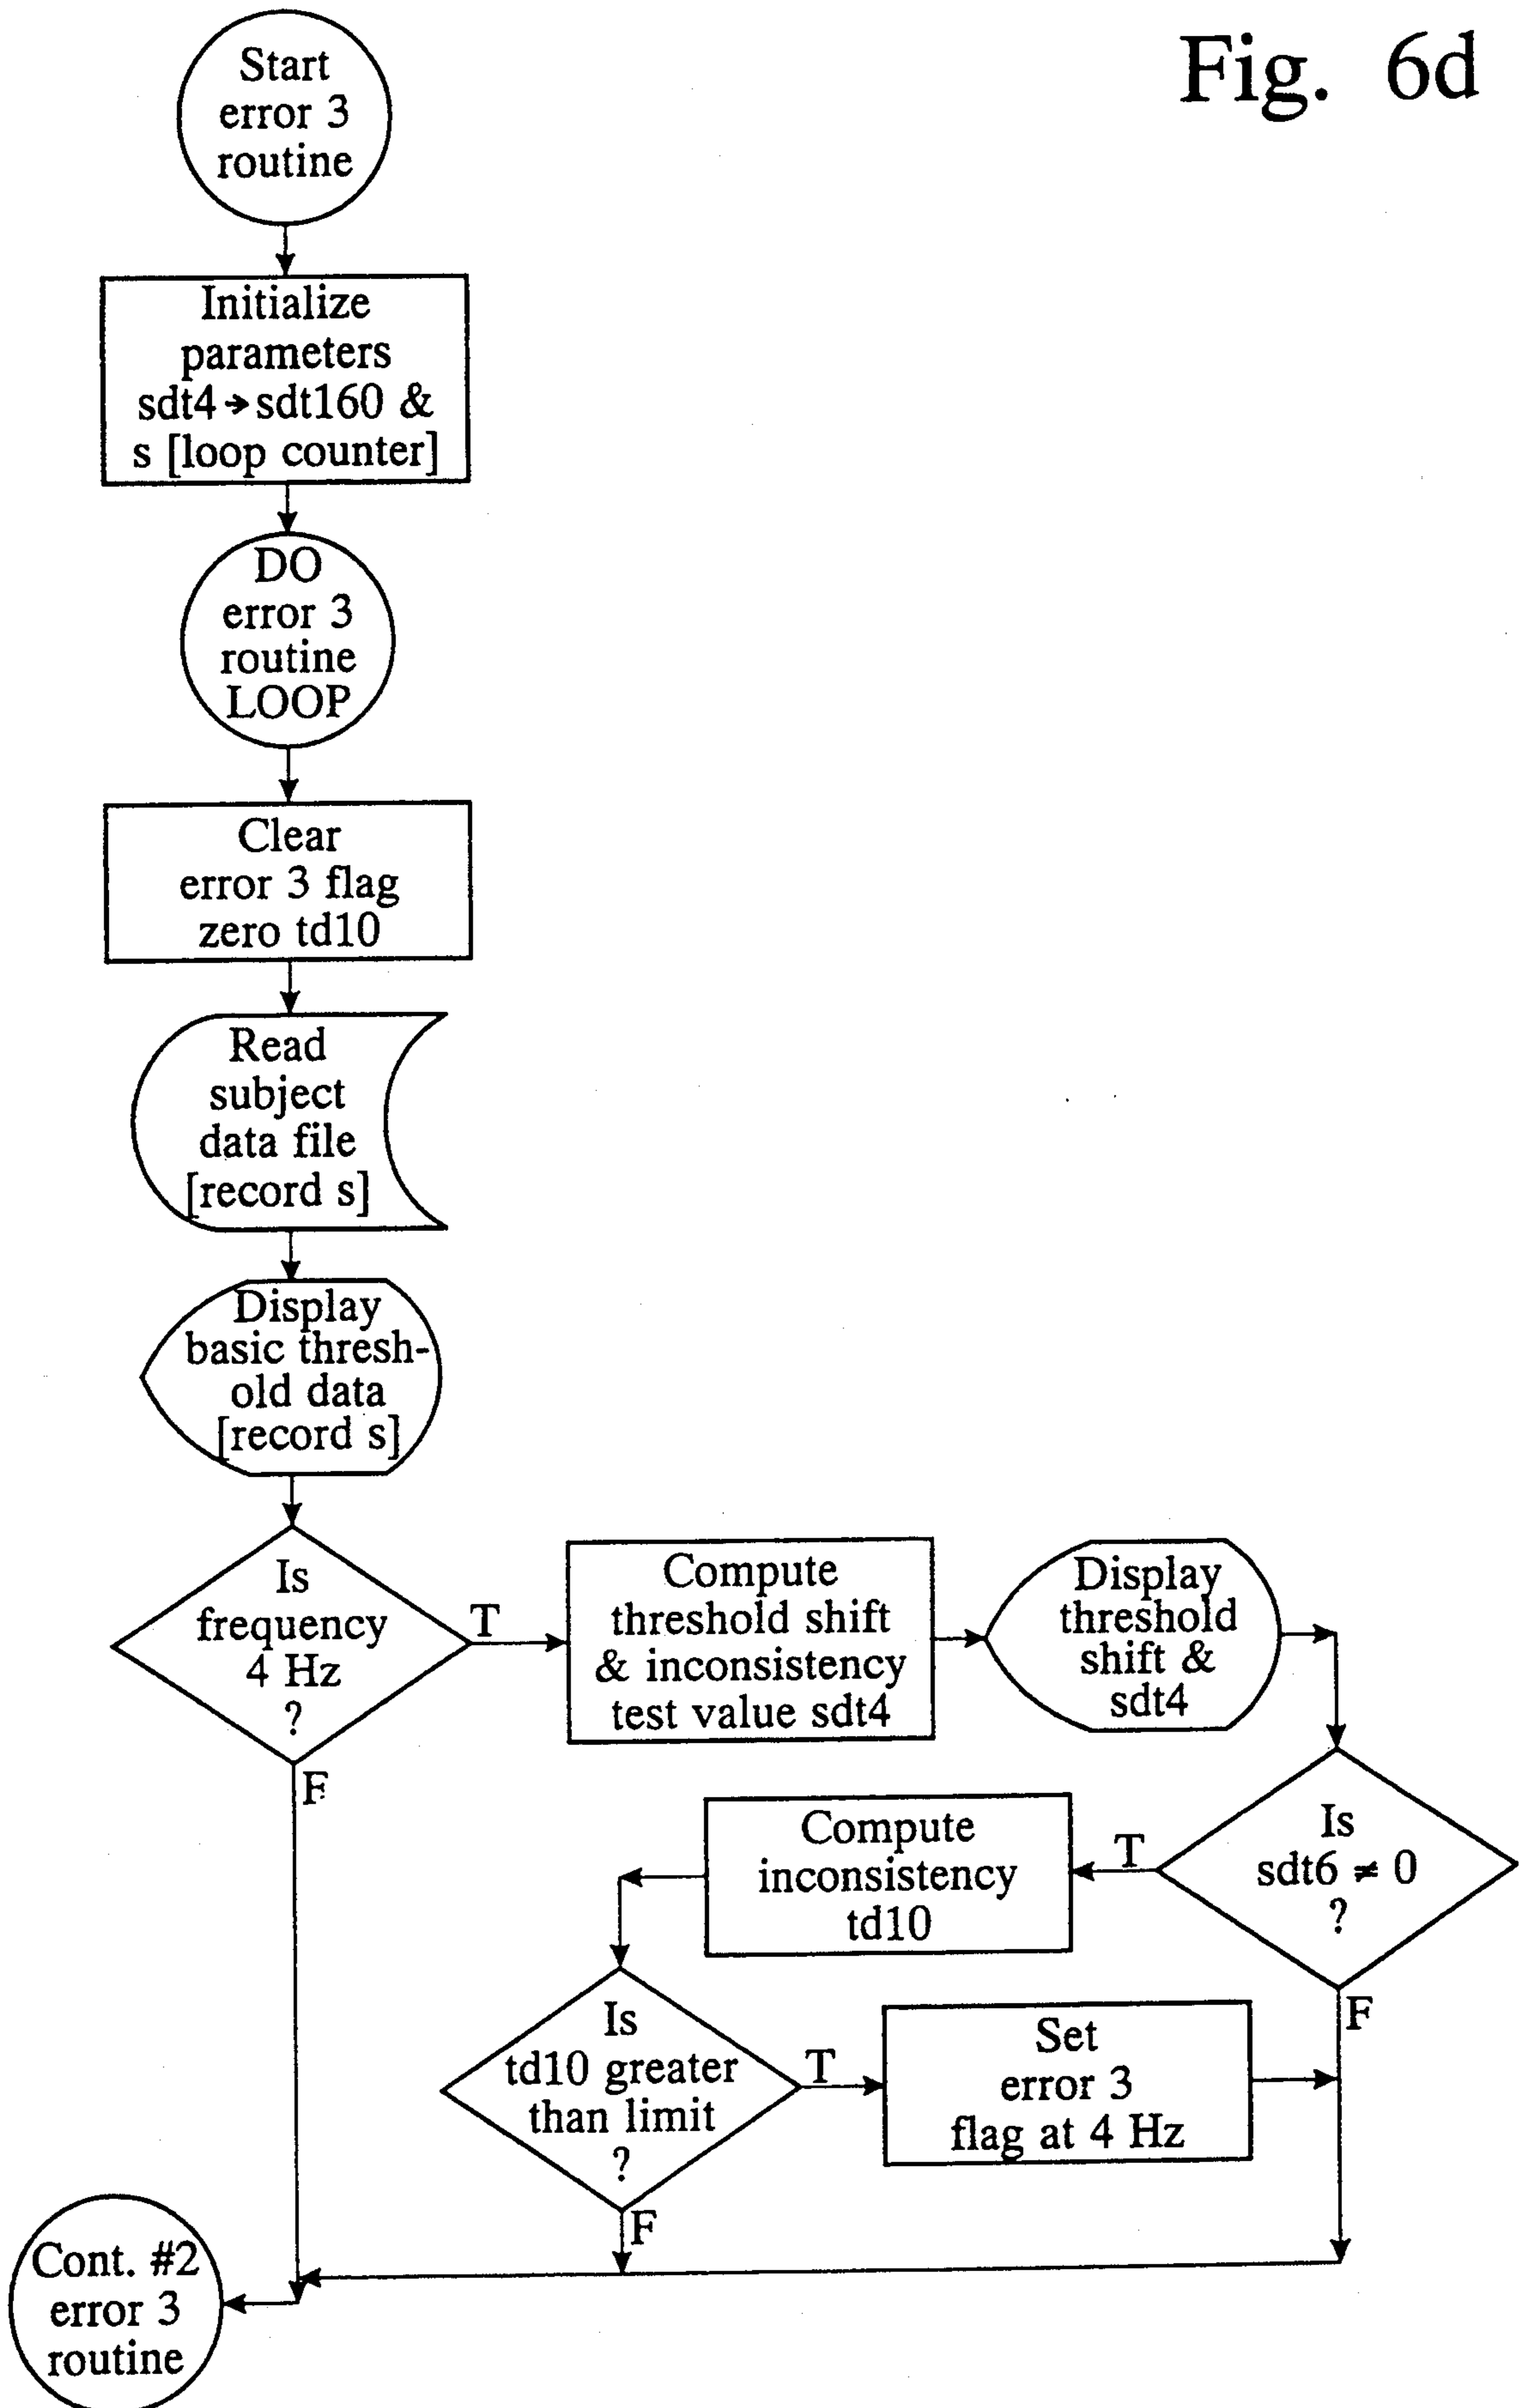 Fig. 6d
Start
error 3
routine
Initialize
parameters
sdt4→sdt160 &
s [loop counter]
DO
error 3
routine
LOOP
Clear
error 3 flag
zero td10
Read
subject
data file
[record s]
Display
basic thresh-
old data
[record s]
Is
frequency
4 Hz
?
T
F
Compute
threshold shift
& inconsistency
test value sdt4
Display
threshold
shift &
sdt4
Is
sdt6 ≠ 0
?
T
F
Compute
inconsistency
td10
Is
td10 greater
than limit
?
T
F
Set
error 3
flag at 4 Hz
Cont. #2
error 3
routine